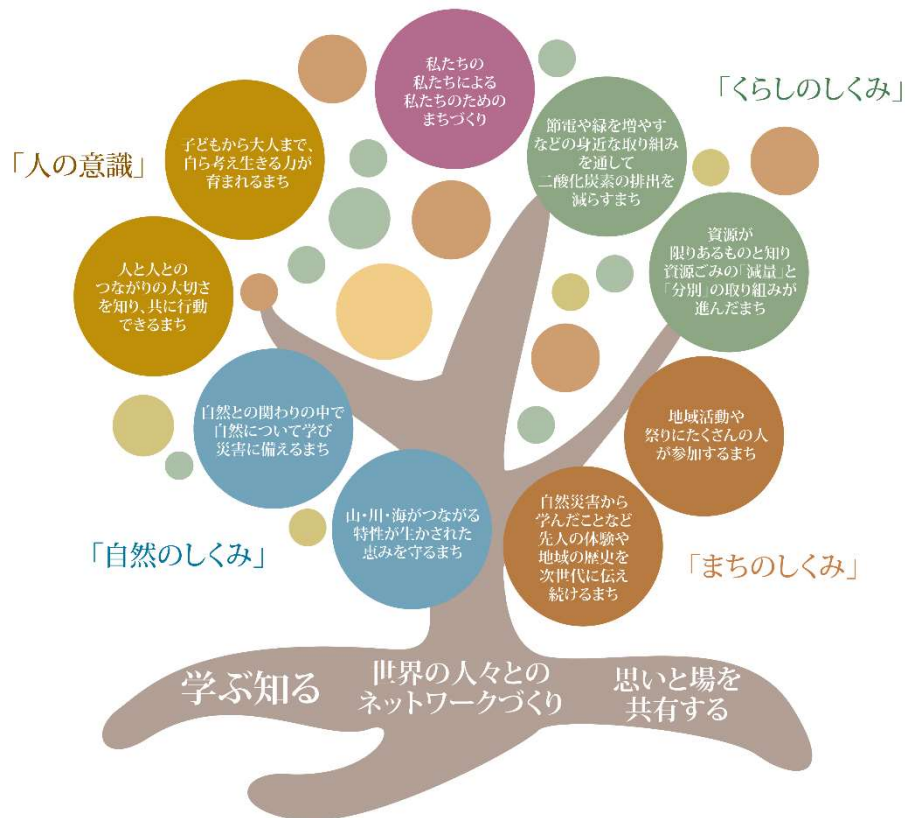 私たちの
私たちによる
私たちのための
まちづくり
「くらしのしくみ」
節電や緑を増やす
などの身近な取り組み
を通して
二酸化炭素の排出を
減らすまち
資源が
限りあるものと知り
資源ごみの「減量」と
「分別」の取り組みが
進んだまち
「人の意識」
子どもから大人まで、
自ら考え生きる力が
育まれるまち
人と人との
つながりの大切さ
を知り、共に行動
できるまち
自然との関わりの中で
自然について学び
災害に備えるまち
山・川・海がつながる
特性が生かされた
恵みを守るまち
「自然のしくみ」
地域活動や
祭りにたくさんの人
が参加するまち
自然災害から
学んだことなど
先人の体験や
地域の歴史を
次世代に伝え
続けるまち
「まちのしくみ」
学ぶ知る
世界の人々との
ネットワークづくり
思いと場を
共有する